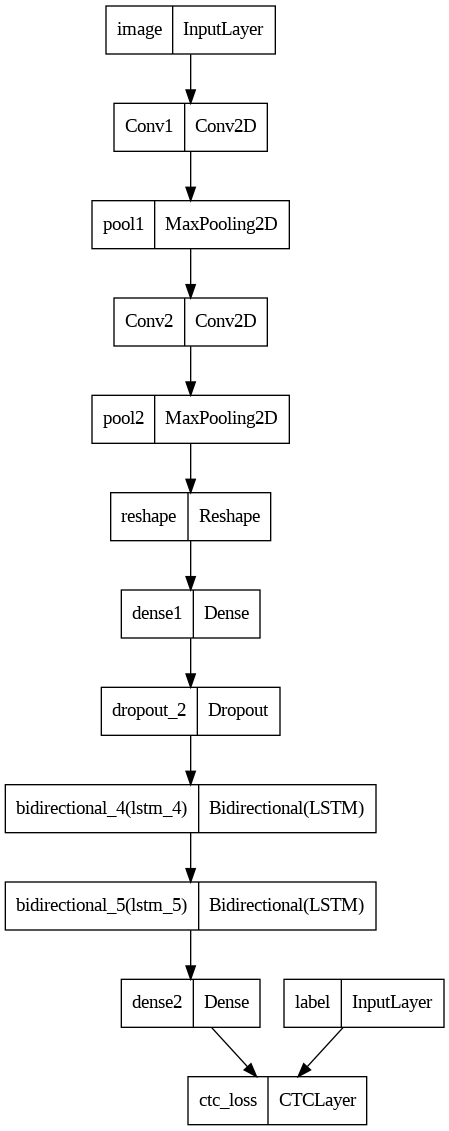 image InputLayer
Conv1 Conv2D
pool1 MaxPooling2D
Conv2 Conv2D
pool2 MaxPooling2D
reshape Reshape
dense1 Dense
dropout_2 Dropout
bidirectional_4(lstm_4) Bidirectional(LSTM)
bidirectional_5(lstm_5) Bidirectional(LSTM)
dense2 Dense label InputLayer
ctc_loss CTCLayer